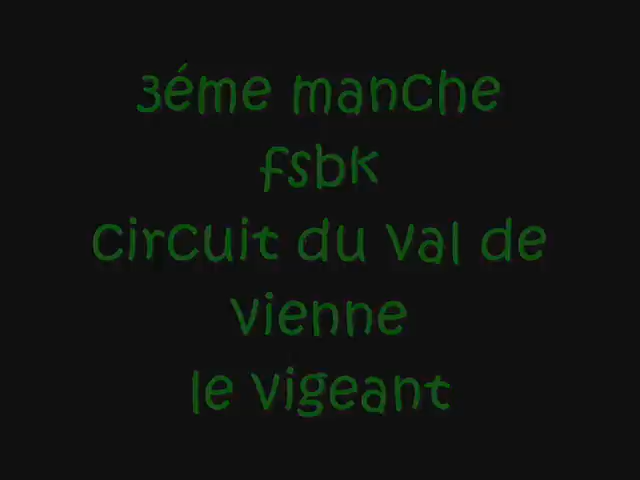 3éme manche
fsbk
circuit du val de
vienne
le vigeant